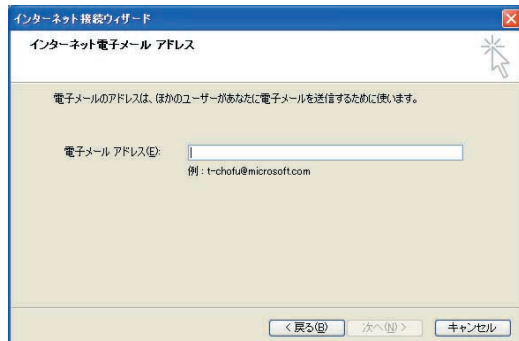 インターネット接続ウィザード
インターネット電子メール アドレス
電子メールのアドレスは、ほかのユーザーがあなたに電子メールを送信するために使います。
電子メール アドレス(E):
例 : t-chofu@microsoft.com
< 戻る(B) 次へ(N) > キャンセル